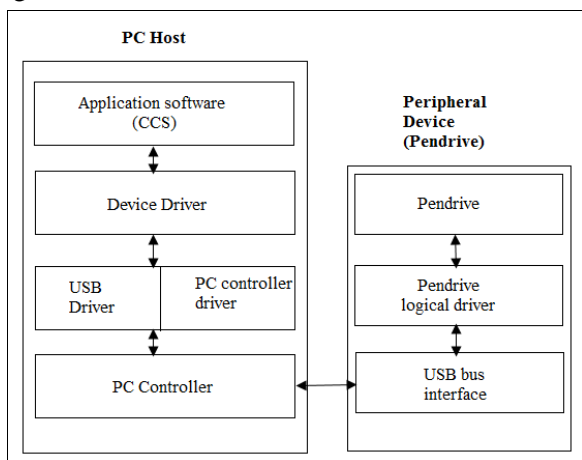 PC Host
Application software
(CCS)
Device Driver
USB
Driver
PC controller
driver
PC Controller
Peripheral
Device
(Pendrive)
Pendrive
Pendrive
logical driver
USB bus
interface